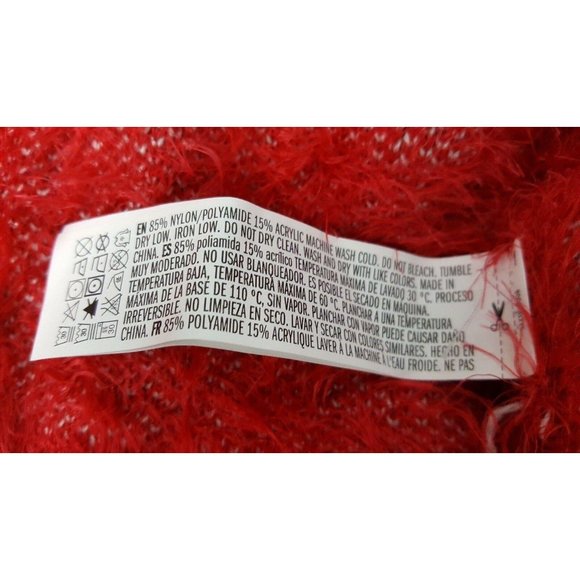 EN 85% NYLON/POLYAMIDE 15% ACRYLIC MACHINE WASH COLD. DO NOT BLEACH. TUMBLE
DRY LOW. IRON LOW. DO NOT DRY CLEAN. WASH AND DRY WITH LIKE COLORS. MADE IN
CHINA. ES 85% poliamida 15% acrílico TEMPERATURA MÁXIMA DE LAVADO 30 °C. PROCESO
MUY MODERADO. NO USAR BLANQUEADOR. ES POSIBLE EL SECADO EN MÁQUINA.
TEMPERATURA BAJA, TEMPERATURA MÁXIMA DE 60 °C. PLANCHAR A UNA TEMPERATURA
MÁXIMA DE LA BASE DE 110 °C, SIN VAPOR. PLANCHAR CON VAPOR PUEDE CAUSAR DAÑO
IRREVERSIBLE. NO LIMPIEZA EN SECO. LAVAR Y SECAR CON COLORES SIMILARES. HECHO EN
CHINA. FR 85% POLYAMIDE 15% ACRYLIQUE LAVER À LA MACHINE À L'EAU FROIDE. NE PAS